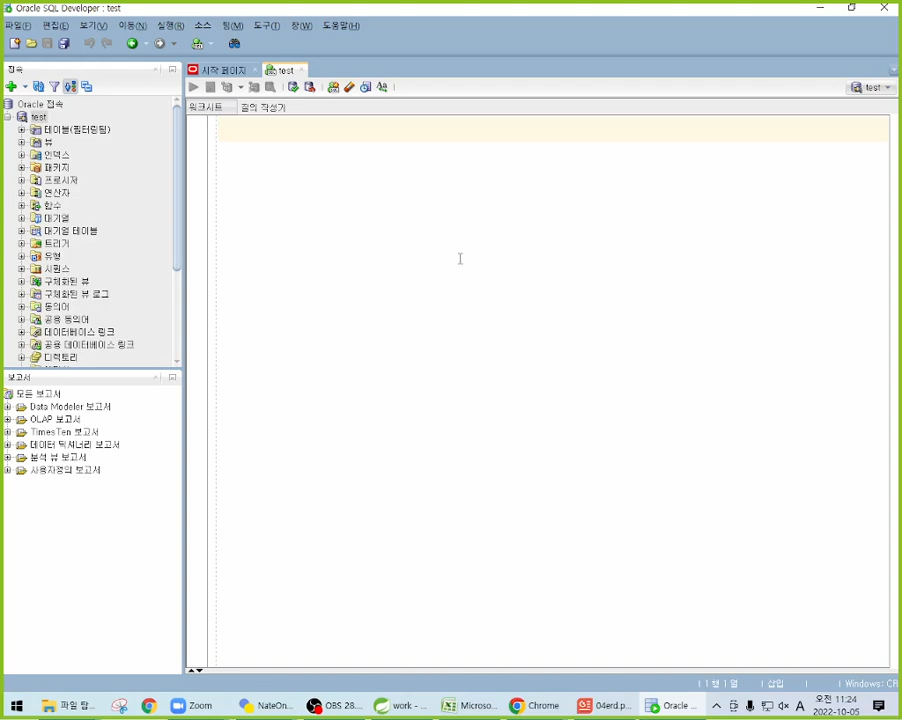 Oracle SQL Developer : test
파일(F) 편집(E) 보기(V) 이동(N) 실행(R) 소스 팀(M) 도구(T) 창(W) 도움말(H)
접속
시작 페이지
test
test
워크시트
질의 작성기
Oracle 접속
test
테이블(필터링됨)
뷰
인덱스
패키지
프로시저
연산자
함수
대기열
대기열 테이블
트리거
유형
시퀀스
구체화된 뷰
구체화된 뷰 로그
동의어
공용 동의어
데이터베이스 링크
공용 데이터베이스 링크
디렉토리
보고서
모든 보고서
Data Modeler 보고서
OLAP 보고서
TimesTen 보고서
데이터 딕셔너리 보고서
분석 뷰 보고서
사용자정의 보고서
1 행 1 열
삽입
Windows: CR
파일 탐...
Zoom
NateOn...
OBS 28....
work - ...
Microso...
Chrome
04erd.p...
Oracle ...
A
오전 11:24
2022-10-05